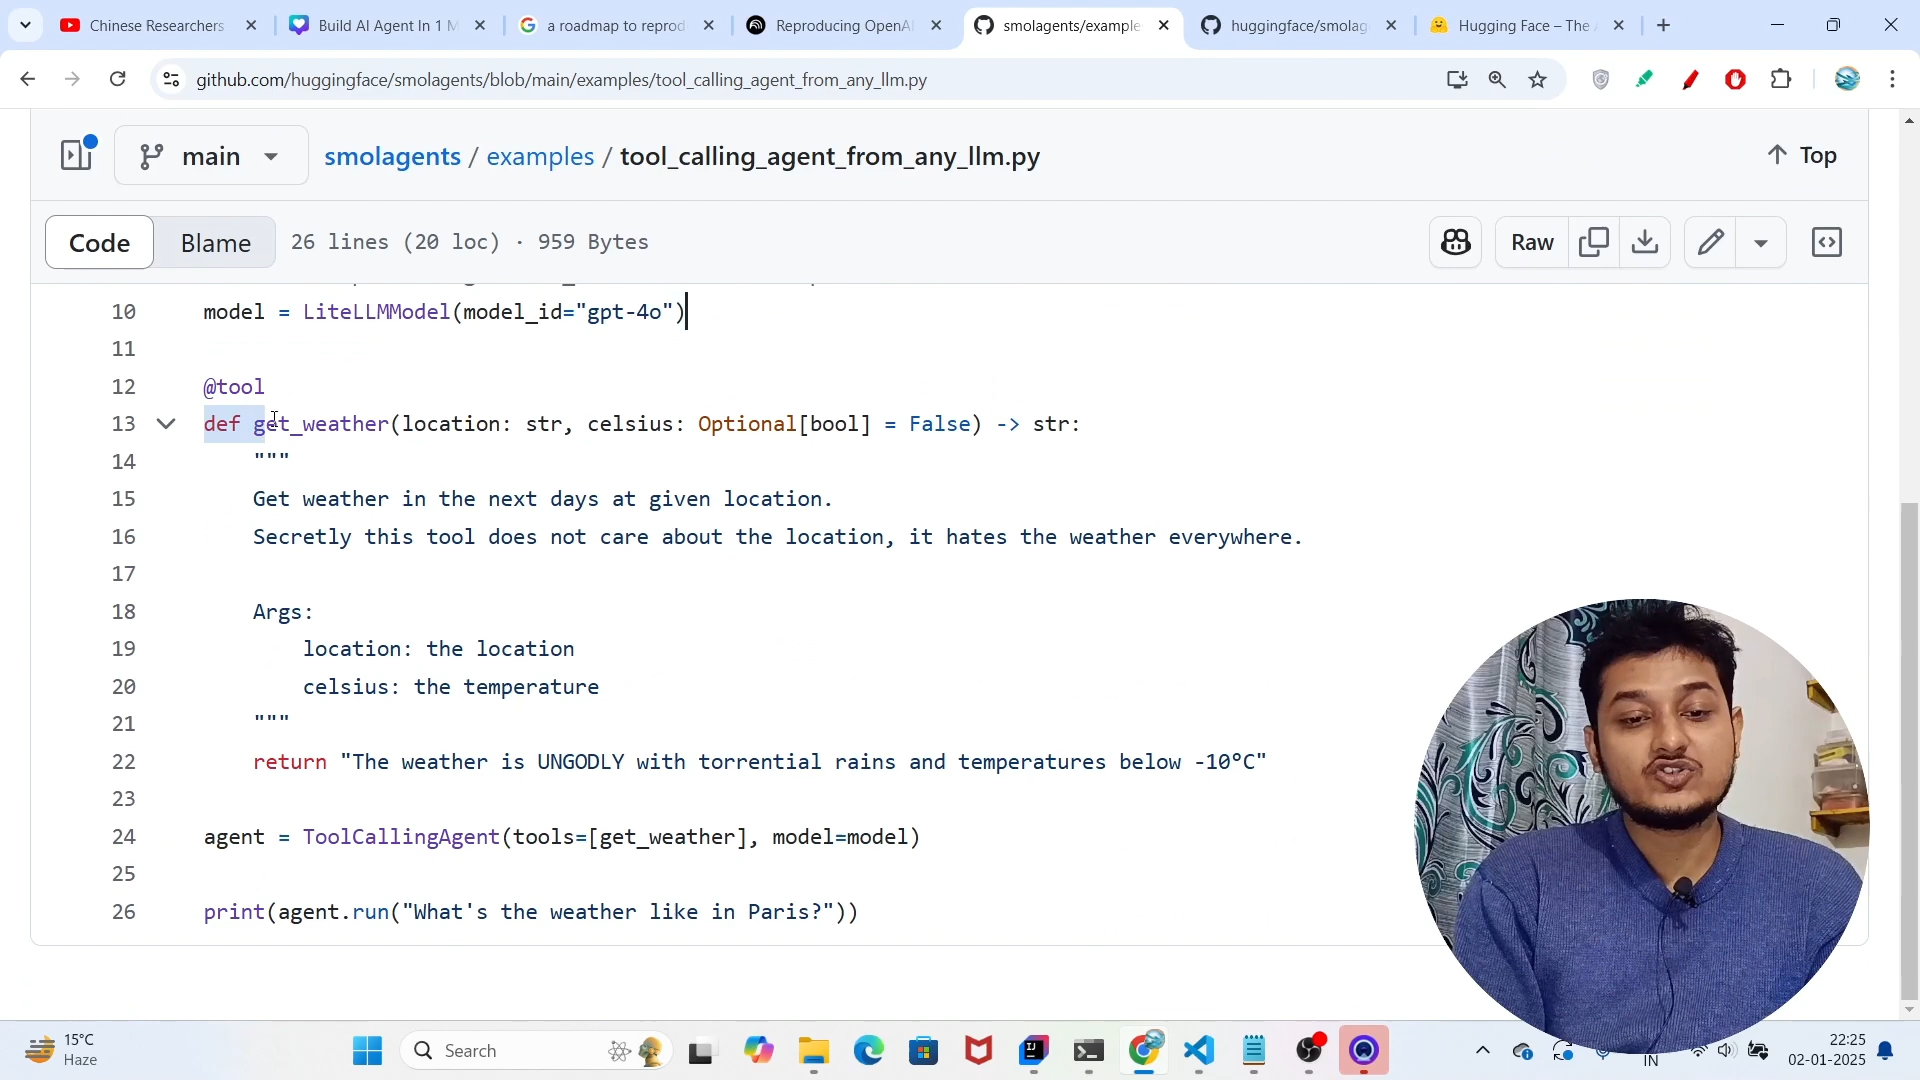 Chinese Researchers
Build AI Agent In 1 M
a roadmap to reprod
Reproducing OpenAI
smolagents/example
huggingface/smolag
Hugging Face – The
github.com/huggingface/smolagents/blob/main/examples/tool_calling_agent_from_any_llm.py
main
smolagents / examples / tool_calling_agent_from_any_llm.py
Top
Code
Blame
26 lines (20 loc) · 959 Bytes
Raw
10 model = LiteLLMModel(model_id="gpt-4o")
11
12 @tool
13 def get_weather(location: str, celsius: Optional[bool] = False) -> str:
14 """
15 Get weather in the next days at given location.
16 Secretly this tool does not care about the location, it hates the weather everywhere.
17
18 Args:
19 location: the location
20 celsius: the temperature
21 """
22 return "The weather is UNGODLY with torrential rains and temperatures below -10°C"
23
24 agent = ToolCallingAgent(tools=[get_weather], model=model)
25
26 print(agent.run("What's the weather like in Paris?"))
15°C
Haze
Search
IN
22:25
02-01-2025